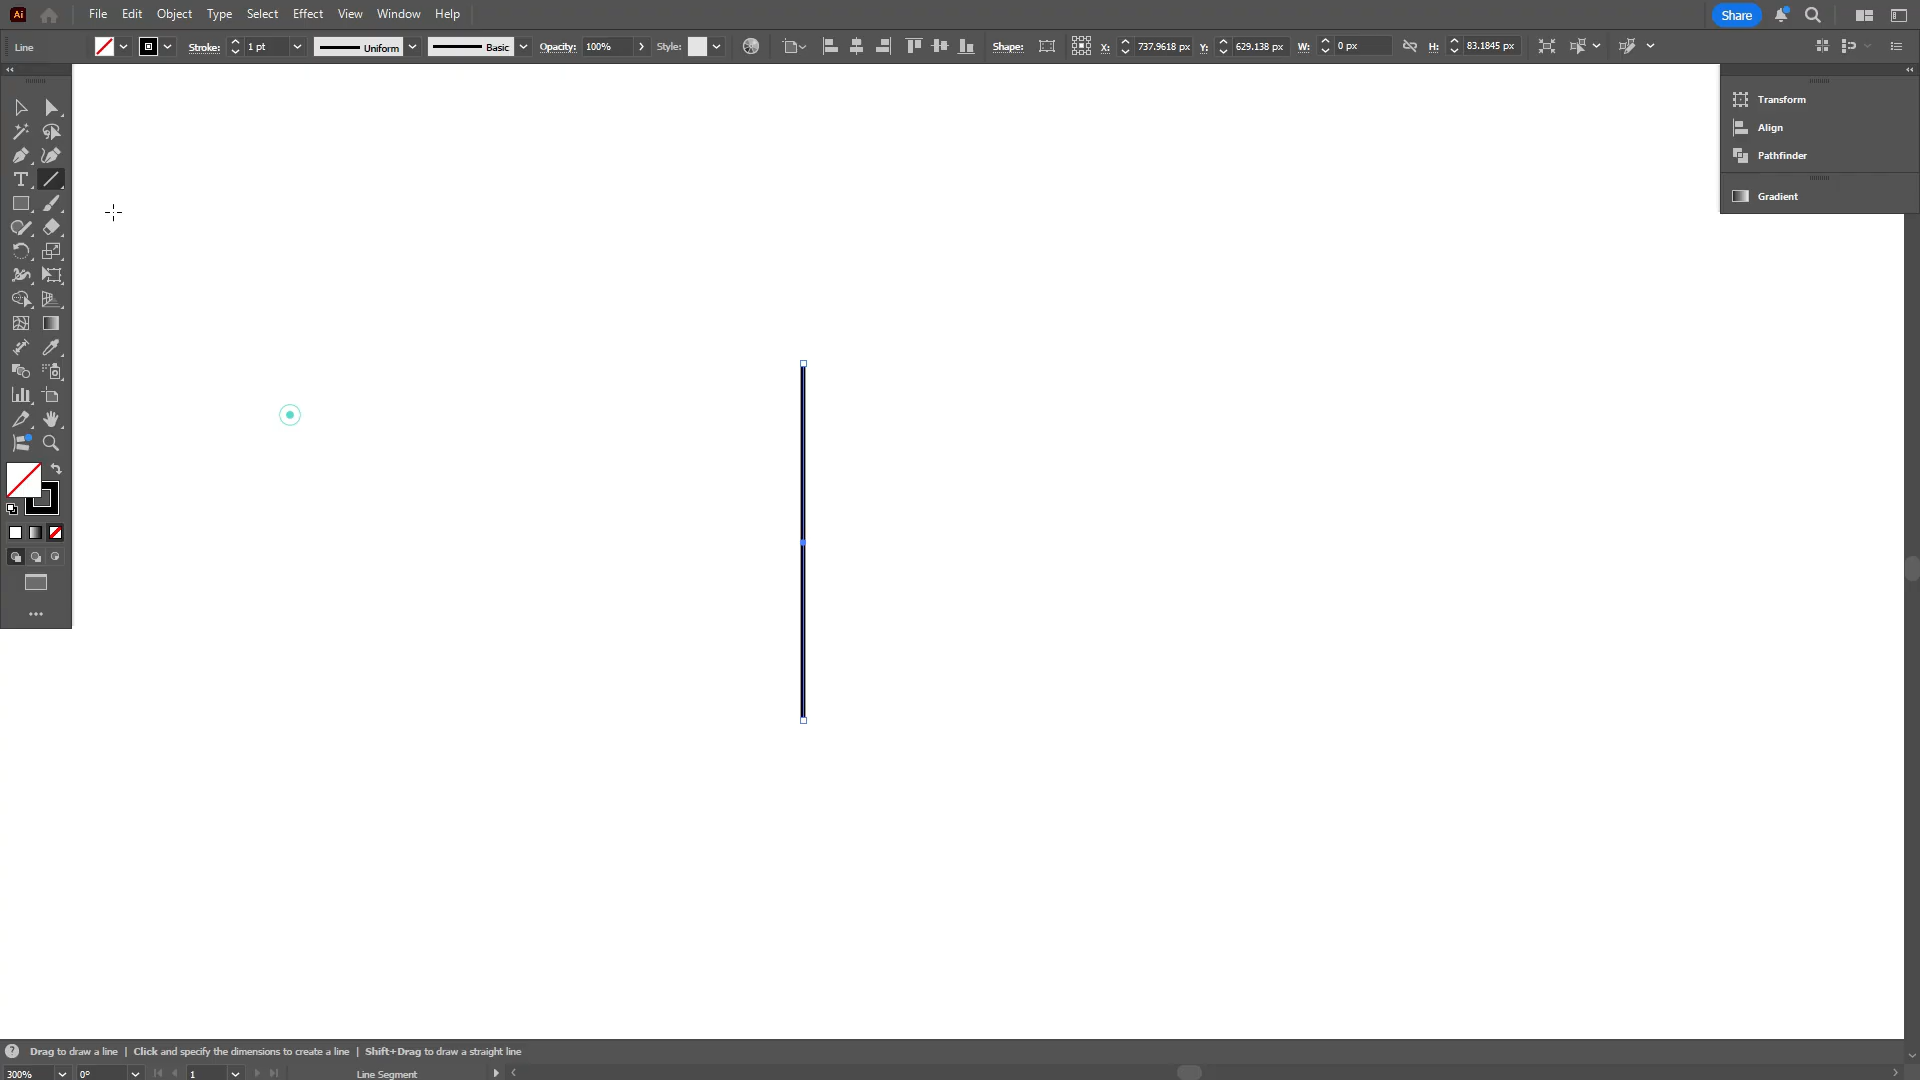 Ai File Edit Object Type Select Effect View Window Help Share
Line Stroke: 1 pt Uniform Basic Opacity: 100% Style: Shape: X: 737.9618 px Y: 629.138 px W: 0 px H: 83.1845 px
Transform
Align
Pathfinder
Gradient
Drag to draw a line | Click and specify the dimensions to create a line | Shift+Drag to draw a straight line
300% 0° 1 Line Segment